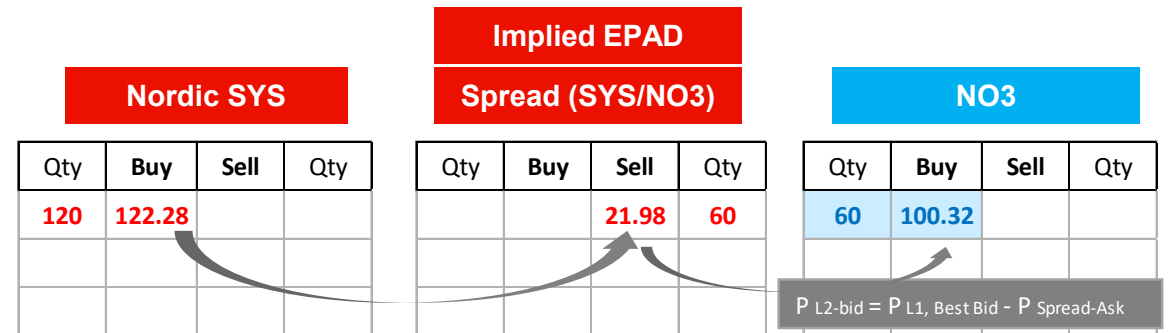 Implied EPAD
Nordic SYS Spread (SYS/NO3) NO3
Qty Buy Sell Qty Qty Buy Sell Qty Qty Buy Sell Qty
120 122.28 21.98 60 60 100.32
P L2-bid = P L1, Best Bid - P Spread-Ask